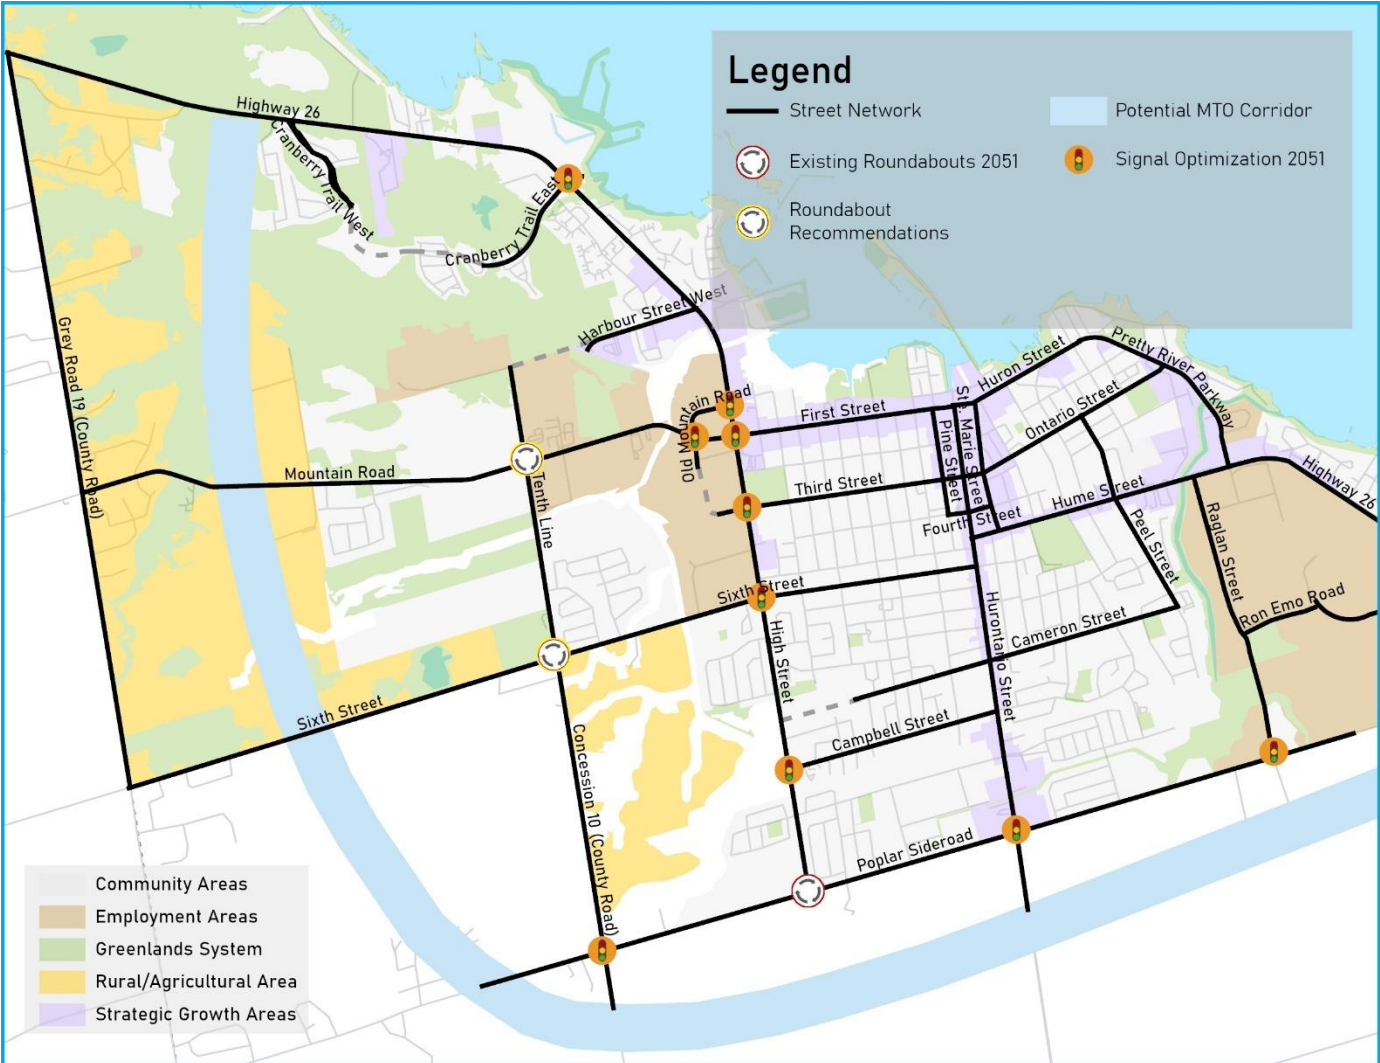 Legend
Street Network
Potential MTO Corridor
Existing Roundabouts 2051
Signal Optimization 2051
Roundabout
Recommendations
Highway 26
Cranberry Trail West
Cranberry Trail East
Harbour Street West
Grey Road 19 (County Road)
Mountain Road
Old Mountain Road
Tenth Line
First Street
Huron Street
Pretty River Parkway
Ste. Marie Street
Pine Street
Ontario Street
Third Street
Fourth Street
Hume Street
Highway 26
Peel Street
Raglan Street
Ron Emo Road
Sixth Street
Hurontario Street
Cameron Street
High Street
Campbell Street
Sixth Street
Concession 10 (County Road)
Poplar Sideroad
Community Areas
Employment Areas
Greenlands System
Rural/Agricultural Area
Strategic Growth Areas